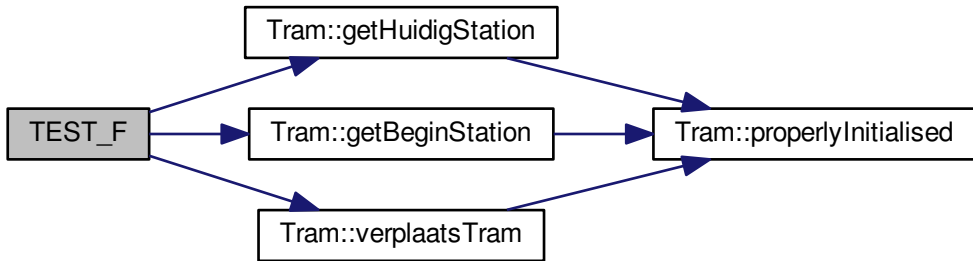 Tram::getHuidigStation
TEST_F
Tram::getBeginStation
Tram::properlyInitialised
Tram::verplaatsTram